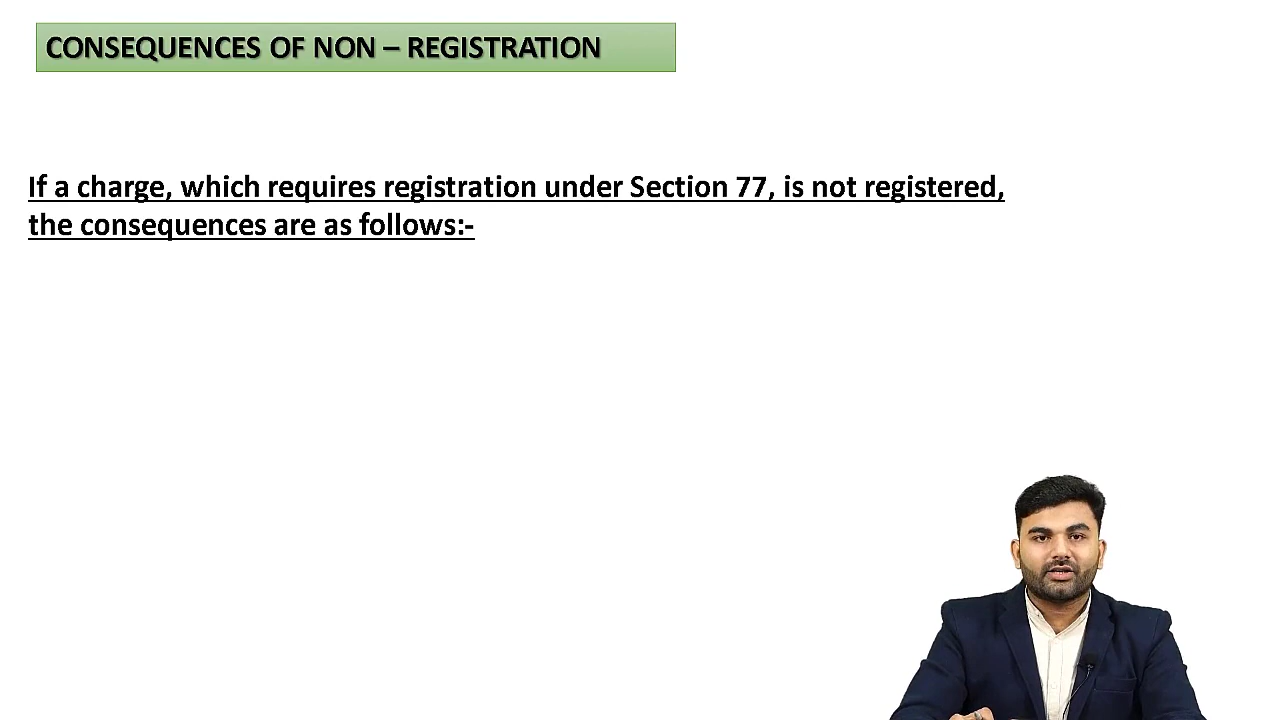 CONSEQUENCES OF NON – REGISTRATION
If a charge, which requires registration under Section 77, is not registered,
the consequences are as follows:-